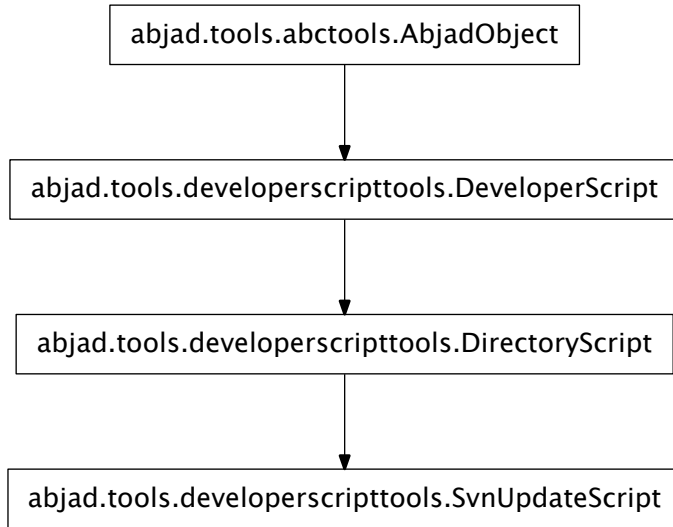 abjad.tools.abctools.AbjadObject
abjad.tools.developerscripttools.DeveloperScript
abjad.tools.developerscripttools.DirectoryScript
abjad.tools.developerscripttools.SvnUpdateScript